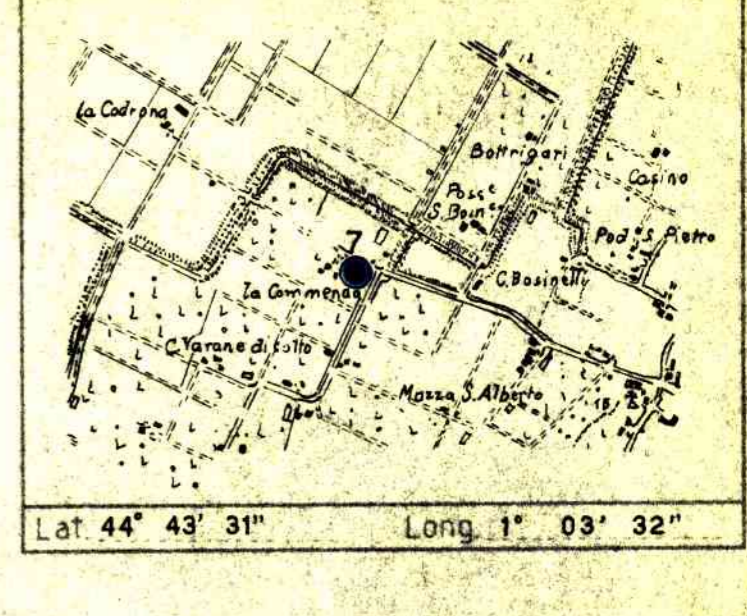 la Codrona
Bottrigari
Casino
Poss.e
S. Boin
Pod. S. Pietro
7
la Commenda
C. Bosinelli
C. Varane di sotto
Mazza S. Alberto
Lat. 44° 43' 31" Long. 1° 03' 32"